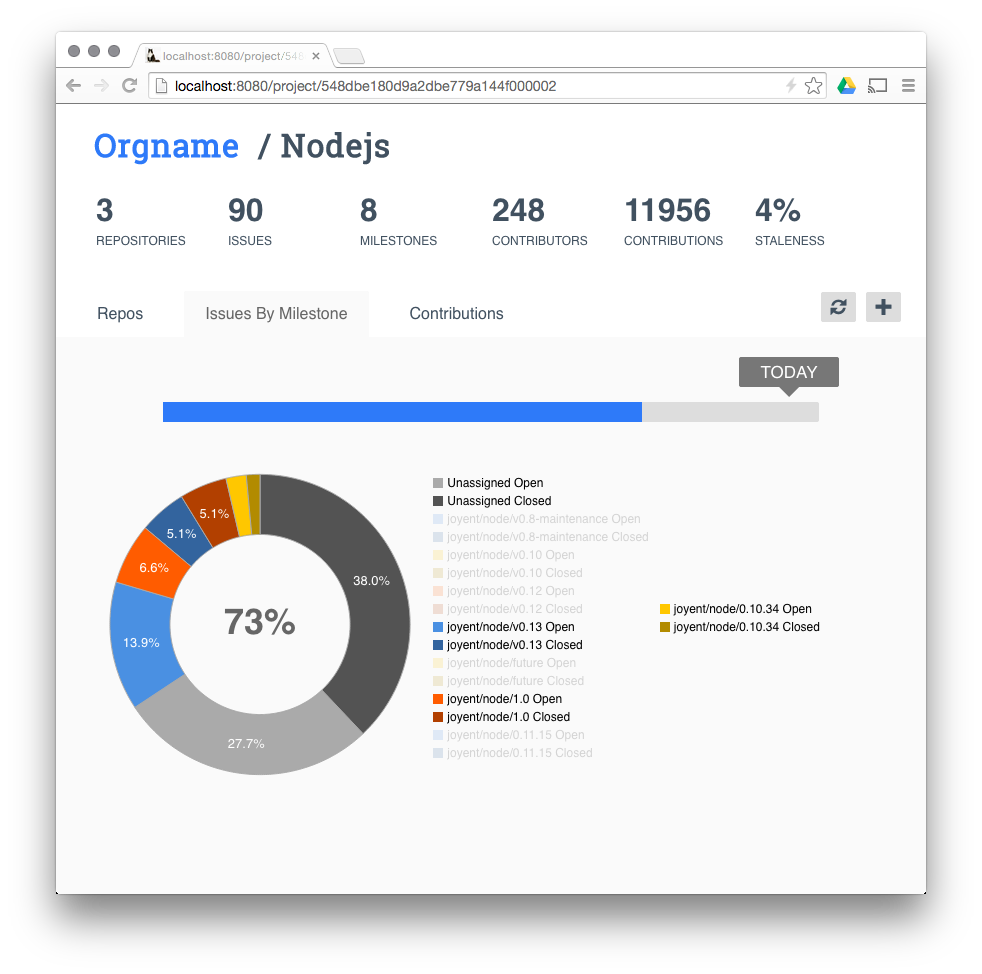 localhost:8080/project/548
localhost:8080/project/548dbe180d9a2dbe779a144f000002
Orgname / Nodejs
3 90 8 248 11956 4%
REPOSITORIES ISSUES MILESTONES CONTRIBUTORS CONTRIBUTIONS STALENESS
Repos Issues By Milestone Contributions
TODAY
Unassigned Open
Unassigned Closed
joyent/node/v0.8-maintenance Open
joyent/node/v0.8-maintenance Closed
joyent/node/v0.10 Open
joyent/node/v0.10 Closed
joyent/node/v0.12 Open
joyent/node/v0.12 Closed
joyent/node/v0.13 Open
joyent/node/v0.13 Closed
joyent/node/future Open
joyent/node/future Closed
joyent/node/1.0 Open
joyent/node/1.0 Closed
joyent/node/0.11.15 Open
joyent/node/0.11.15 Closed
joyent/node/0.10.34 Open
joyent/node/0.10.34 Closed
5.1%
5.1%
6.6%
38.0%
73%
13.9%
27.7%